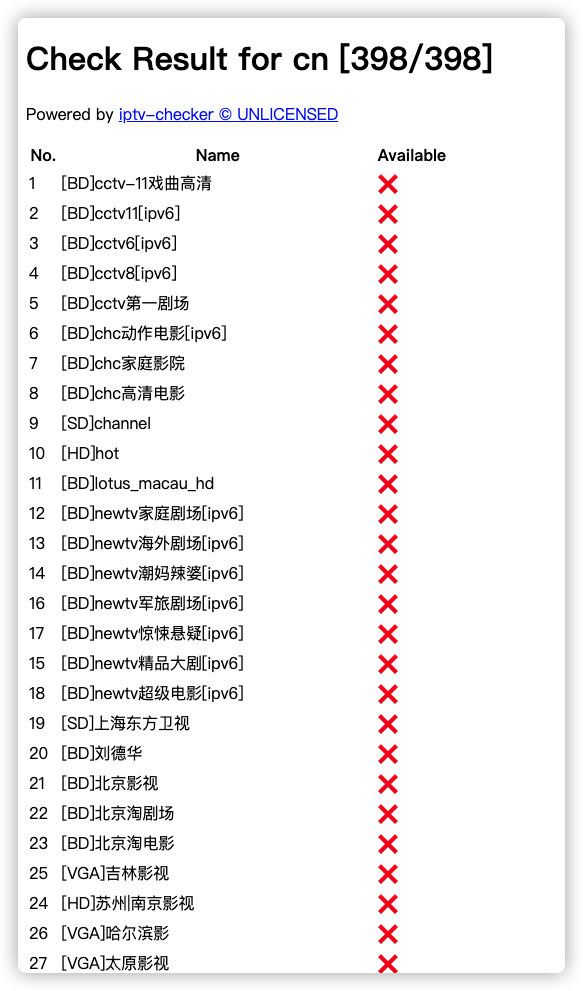 Check Result for cn [398/398]
Powered by iptv-checker © UNLICENSED
No. Name Available
1 [BD]cctv-11戏曲高清 ❌
2 [BD]cctv11[ipv6] ❌
3 [BD]cctv6[ipv6] ❌
4 [BD]cctv8[ipv6] ❌
5 [BD]cctv第一剧场 ❌
6 [BD]chc动作电影[ipv6] ❌
7 [BD]chc家庭影院 ❌
8 [BD]chc高清电影 ❌
9 [SD]channel ❌
10 [HD]hot ❌
11 [BD]lotus_macau_hd ❌
12 [BD]newtv家庭剧场[ipv6] ❌
13 [BD]newtv海外剧场[ipv6] ❌
14 [BD]newtv潮妈辣婆[ipv6] ❌
16 [BD]newtv军旅剧场[ipv6] ❌
17 [BD]newtv惊悚悬疑[ipv6] ❌
15 [BD]newtv精品大剧[ipv6] ❌
18 [BD]newtv超级电影[ipv6] ❌
19 [SD]上海东方卫视 ❌
20 [BD]刘德华 ❌
21 [BD]北京影视 ❌
22 [BD]北京淘剧场 ❌
23 [BD]北京淘电影 ❌
25 [VGA]吉林影视 ❌
24 [HD]苏州|南京影视 ❌
26 [VGA]哈尔滨影 ❌
27 [VGA]太原影视 ❌